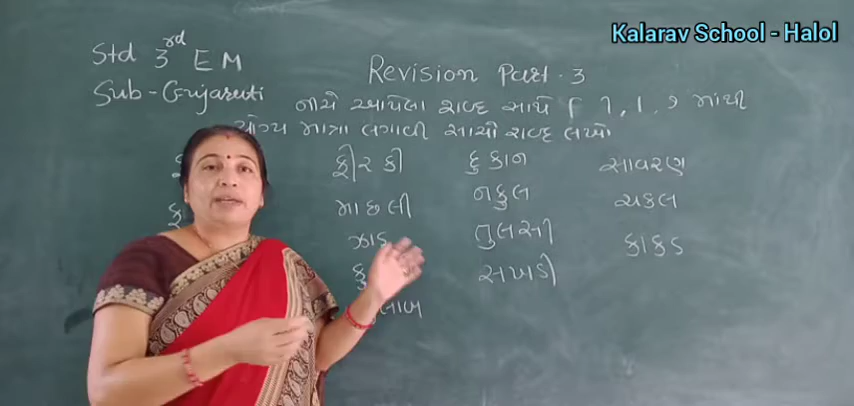 Kalarav School - Halol
Std 3rd EM
Sub - Gujarati
Revision Part . 3
નીચે આપેલા શબ્દ સાથે િ ી, ા, ુ માંથી
યોગ્ય માત્રા લગાવી સાચો શબ્દ લખો
ફીરકી દુકાન સાવરણ
માછલી નકુલ ચકલ
ઝાડ તુલસી કાકડ
સુખડી